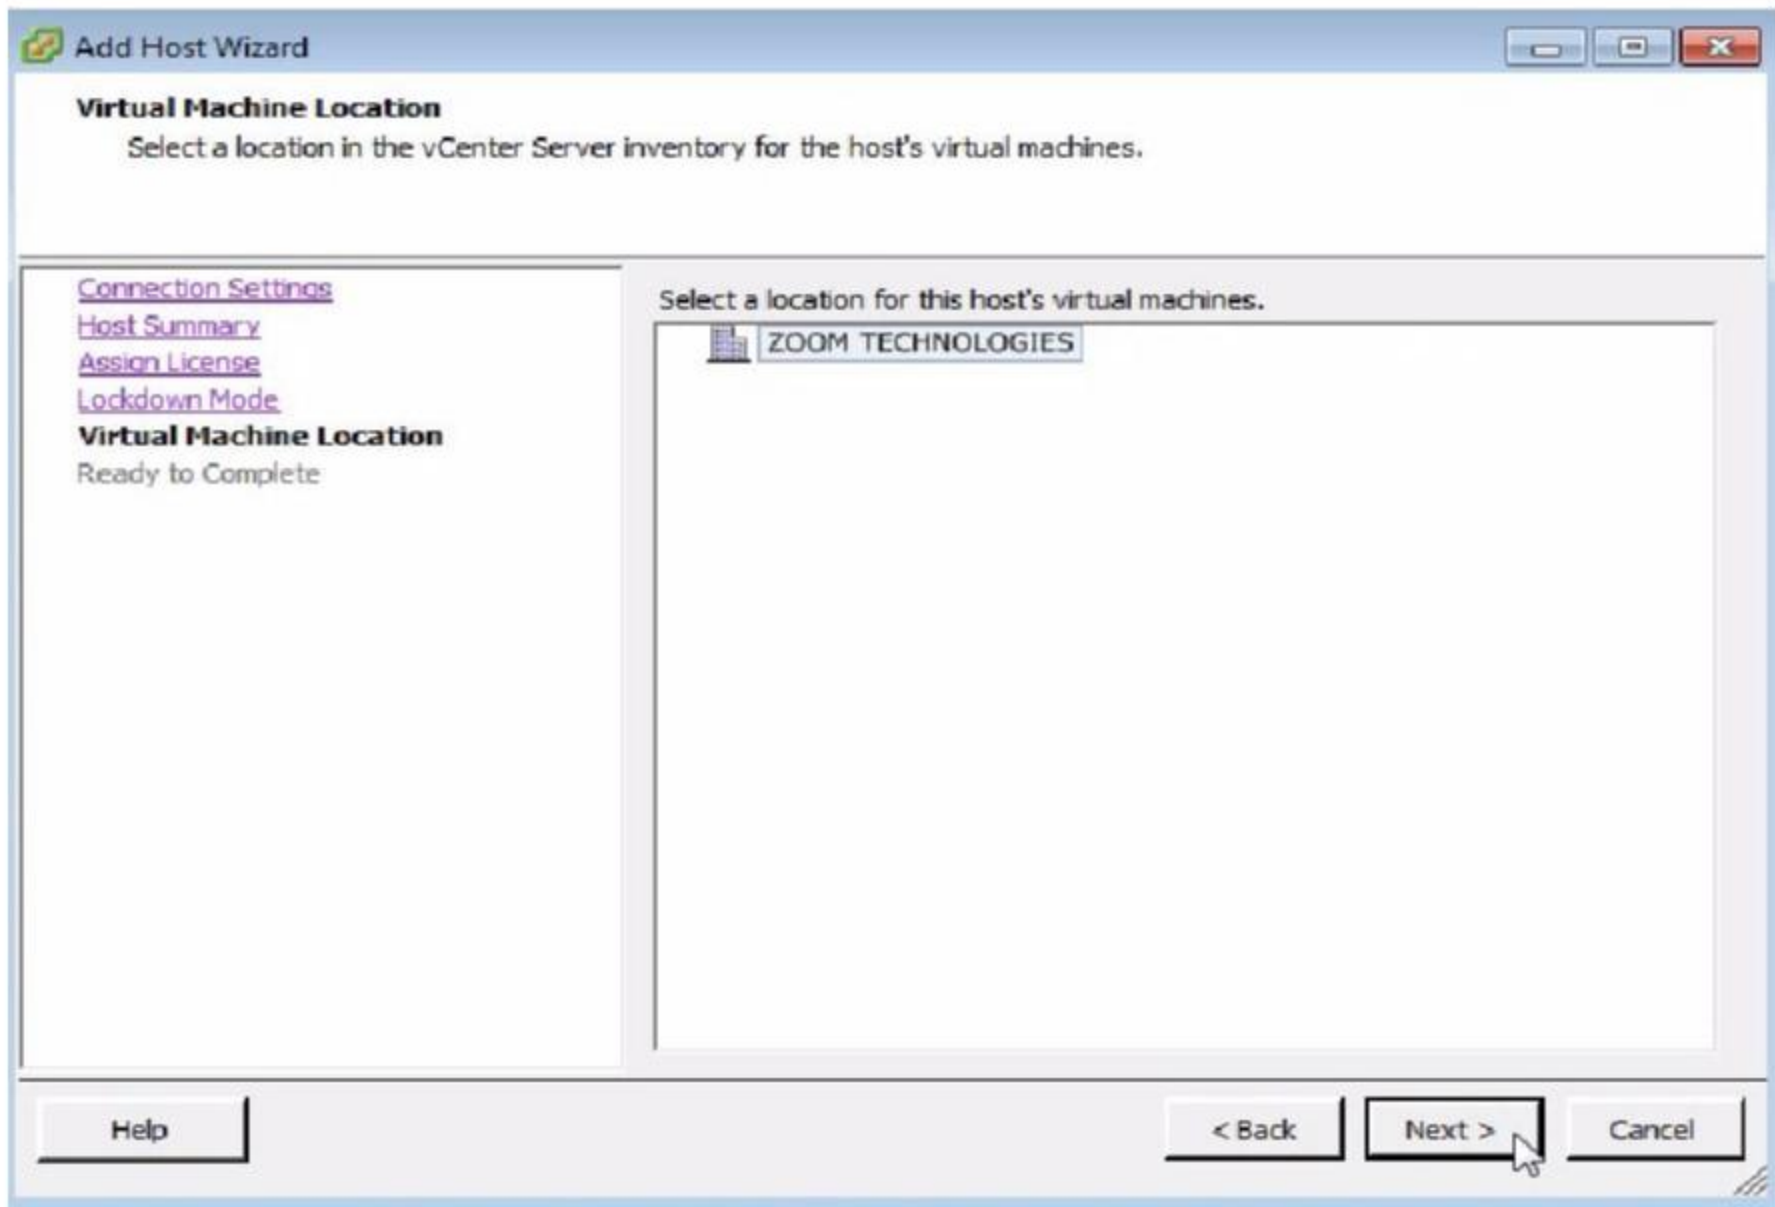 Add Host Wizard
Virtual Machine Location
Select a location in the vCenter Server inventory for the host's virtual machines.
Connection Settings
Host Summary
Assign License
Lockdown Mode
Virtual Machine Location
Ready to Complete
Select a location for this host's virtual machines.
ZOOM TECHNOLOGIES
Help
< Back
Next >
Cancel